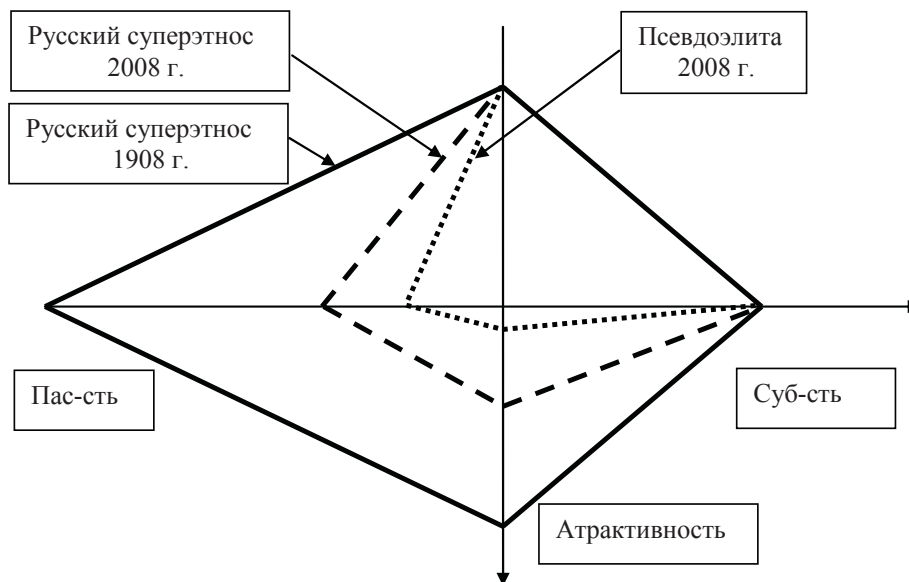 Русский суперэтнос
2008 г.
Псевдоэлита
2008 г.
Русский суперэтнос
1908 г.
Пас-сть
Суб-сть
Атрактивность